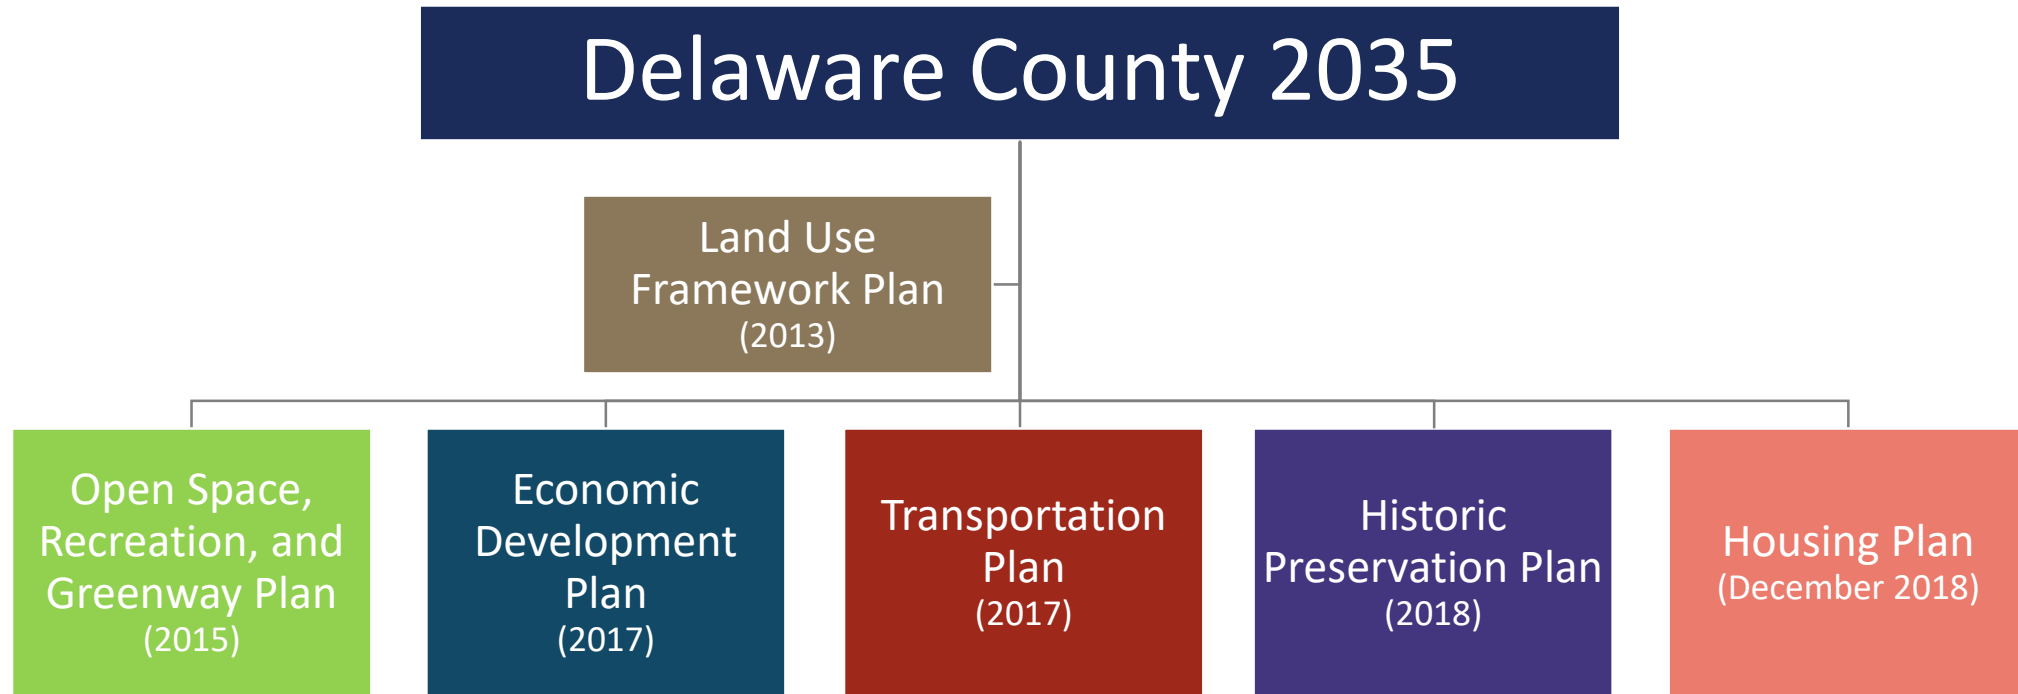 Delaware County 2035
Land Use
Framework Plan
(2013)
Open Space,
Recreation, and
Greenway Plan
(2015)
Economic
Development
Plan
(2017)
Transportation
Plan
(2017)
Historic
Preservation Plan
(2018)
Housing Plan
(December 2018)